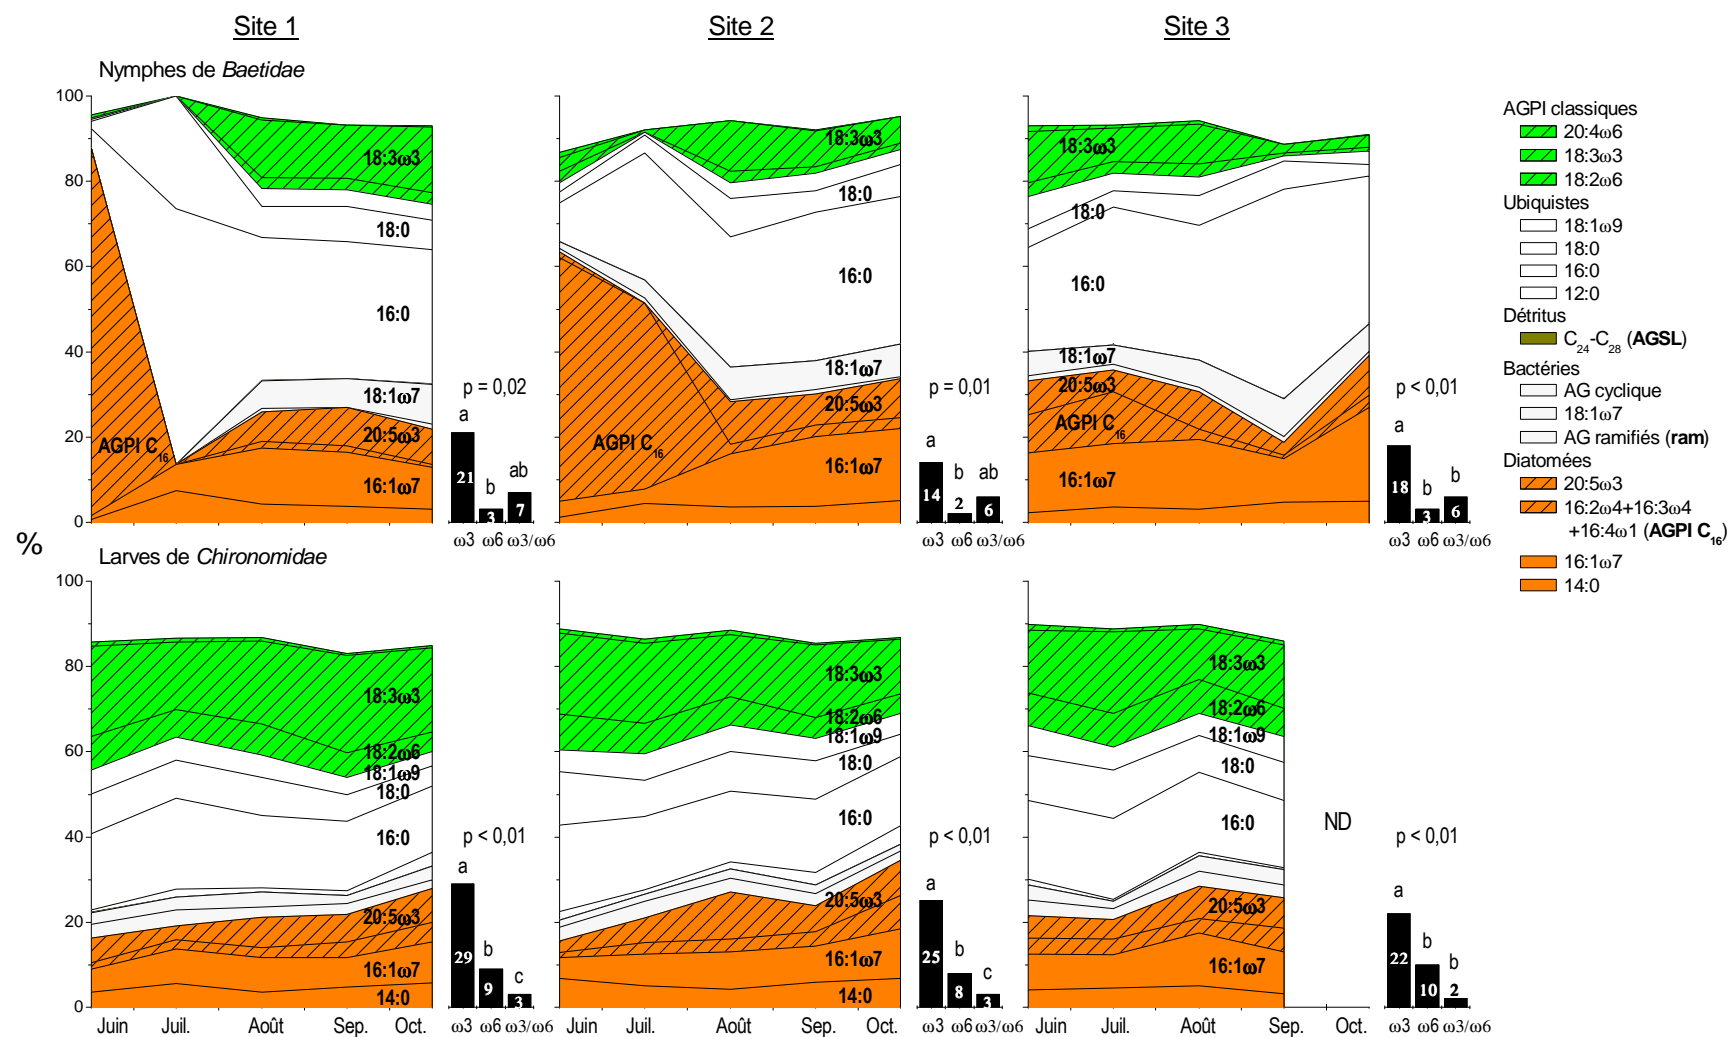 Site 1
Site 2
Site 3
Nymphes de Baetidae
100
80
60
40
20
0
18:3ω3
18:0
16:0
18:1ω7
20:5ω3
AGPI C16
16:1ω7
p = 0,02
a
21
b
3
ab
7
ω3 ω6 ω3/ω6
18:3ω3
18:0
16:0
18:1ω7
20:5ω3
AGPI C16
16:1ω7
p = 0,01
a
14
b
2
ab
6
ω3 ω6 ω3/ω6
18:3ω3
18:0
16:0
18:1ω7
20:5ω3
AGPI C16
16:1ω7
p < 0,01
a
18
b
3
b
6
ω3 ω6 ω3/ω6
AGPI classiques
20:4ω6
18:3ω3
18:2ω6
Ubiquistes
18:1ω9
18:0
16:0
12:0
Détritus
C24-C28 (AGSL)
Bactéries
AG cyclique
18:1ω7
AG ramifiés (ram)
Diatomées
20:5ω3
16:2ω4+16:3ω4
+16:4ω1 (AGPI C16)
16:1ω7
14:0
%
Larves de Chironomidae
100
80
60
40
20
0
18:3ω3
18:2ω6
18:1ω9
18:0
16:0
20:5ω3
16:1ω7
14:0
Juin Juil. Août Sep. Oct.
p < 0,01
a
29
b
9
c
3
ω3 ω6 ω3/ω6
18:3ω3
18:2ω6
18:1ω9
18:0
16:0
20:5ω3
16:1ω7
14:0
Juin Juil. Août Sep. Oct.
p < 0,01
a
25
b
8
c
3
ω3 ω6 ω3/ω6
18:3ω3
18:2ω6
18:1ω9
18:0
16:0
20:5ω3
16:1ω7
ND
Juin Juil. Août Sep. Oct.
p < 0,01
a
22
b
10
b
2
ω3 ω6 ω3/ω6